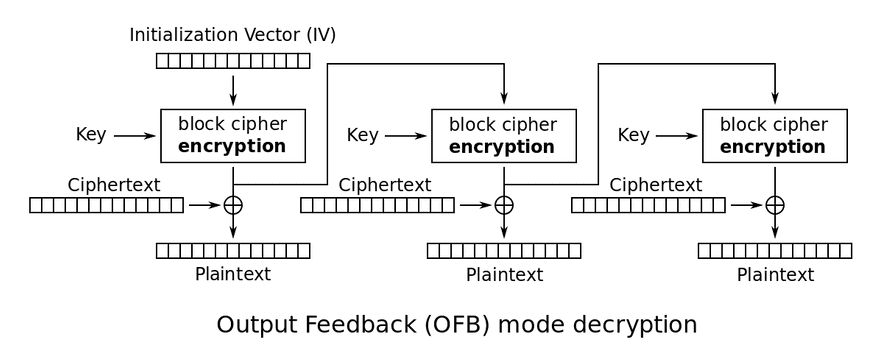 Initialization Vector (IV)
Key
block cipher
encryption
Key
block cipher
encryption
Key
block cipher
encryption
Ciphertext
Ciphertext
Ciphertext
Plaintext
Plaintext
Plaintext
Output Feedback (OFB) mode decryption